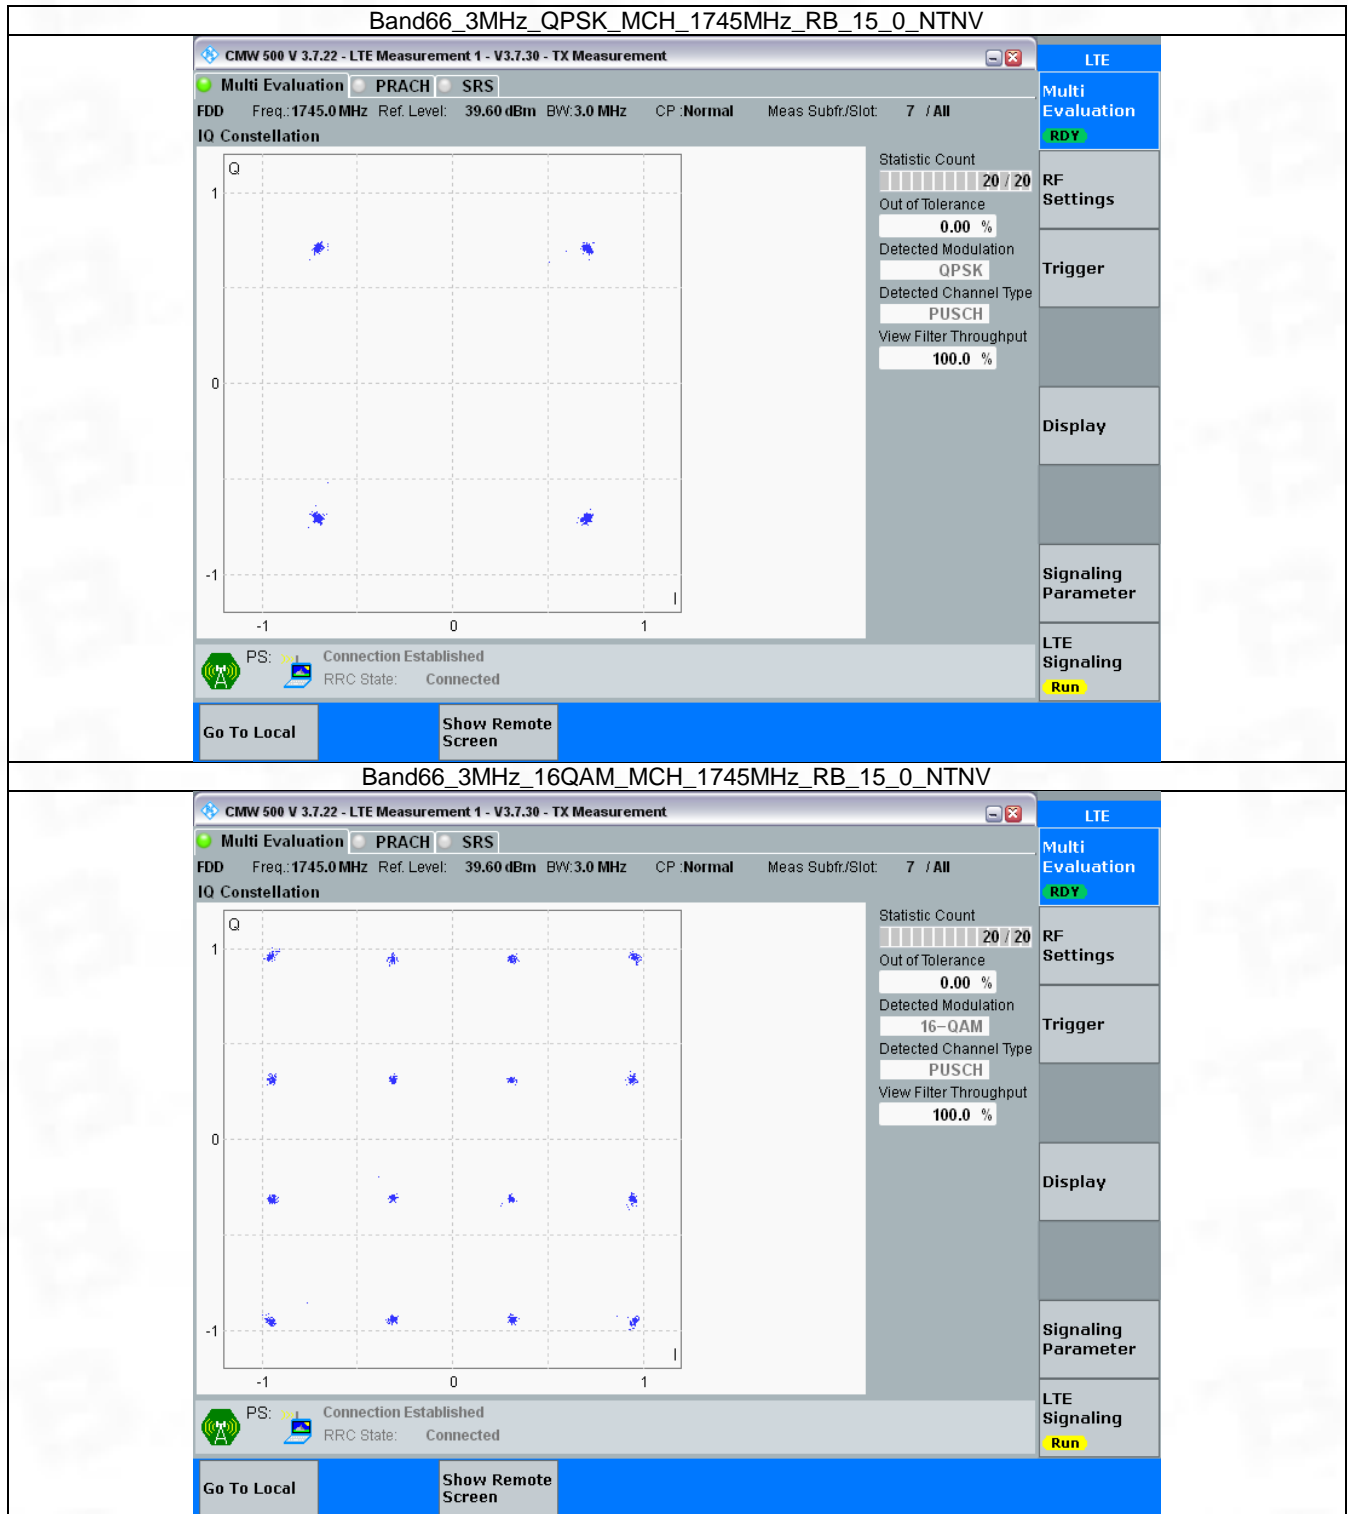 Band66_3MHz_QPSK_MCH_1745MHz_RB_15_0_NTNV
CMW 500 V 3.7.22 - LTE Measurement 1 - V3.7.30 - TX Measurement
LTE
Multi Evaluation PRACH SRS
FDD Freq.:1745.0 MHz Ref. Level: 39.60 dBm BW:3.0 MHz CP :Normal Meas Subfr./Slot: 7 / All
IQ Constellation
Multi
Evaluation
RDY
Q
1
0
-1
I
-1 0 1
Statistic Count
20 / 20
Out of Tolerance
0.00 %
Detected Modulation
QPSK
Detected Channel Type
PUSCH
View Filter Throughput
100.0 %
RF
Settings
Trigger
Display
Signaling
Parameter
LTE
Signaling
Run
PS: Connection Established
RRC State: Connected
Go To Local
Show Remote
Screen
Band66_3MHz_16QAM_MCH_1745MHz_RB_15_0_NTNV
CMW 500 V 3.7.22 - LTE Measurement 1 - V3.7.30 - TX Measurement
LTE
Multi Evaluation PRACH SRS
FDD Freq.:1745.0 MHz Ref. Level: 39.60 dBm BW:3.0 MHz CP :Normal Meas Subfr./Slot: 7 / All
IQ Constellation
Multi
Evaluation
RDY
Q
1
0
-1
I
-1 0 1
Statistic Count
20 / 20
Out of Tolerance
0.00 %
Detected Modulation
16-QAM
Detected Channel Type
PUSCH
View Filter Throughput
100.0 %
RF
Settings
Trigger
Display
Signaling
Parameter
LTE
Signaling
Run
PS: Connection Established
RRC State: Connected
Go To Local
Show Remote
Screen